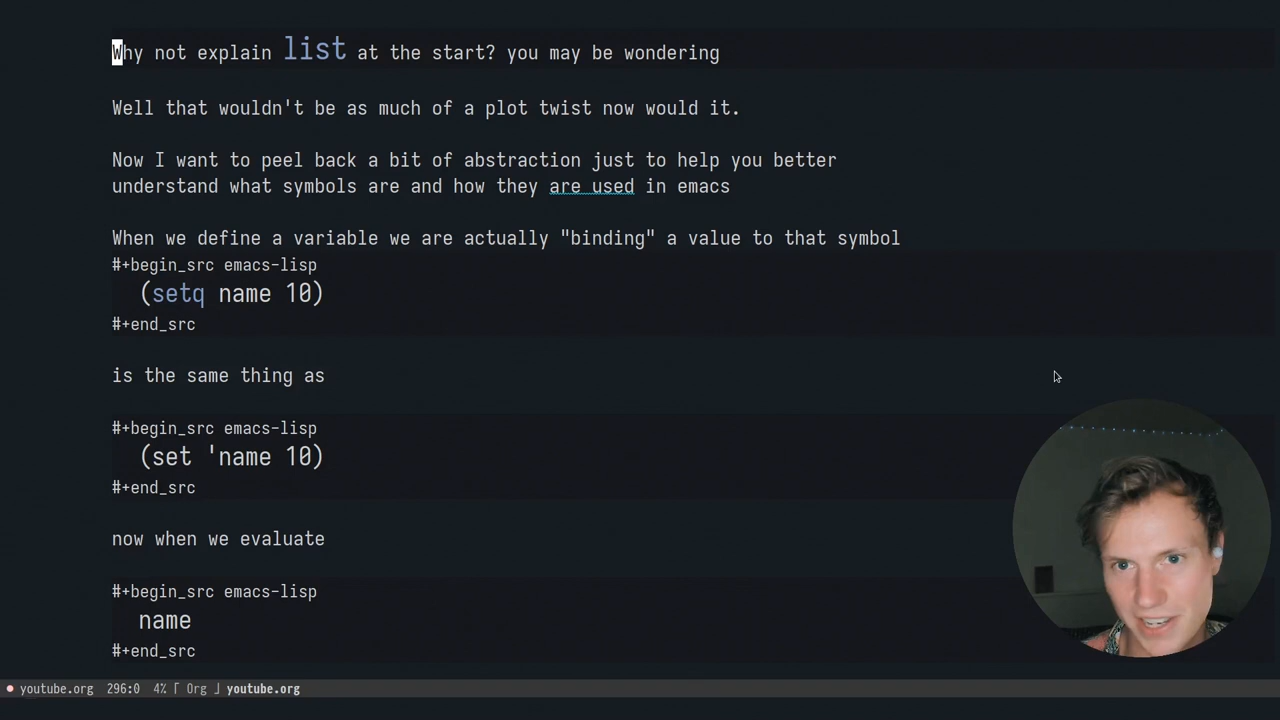 Why not explain list at the start? you may be wondering
Well that wouldn't be as much of a plot twist now would it.
Now I want to peel back a bit of abstraction just to help you better
understand what symbols are and how they are used in emacs
When we define a variable we are actually "binding" a value to that symbol
#+begin_src emacs-lisp
(setq name 10)
#+end_src
is the same thing as
#+begin_src emacs-lisp
(set 'name 10)
#+end_src
now when we evaluate
#+begin_src emacs-lisp
name
#+end_src
youtube.org 296:0 4% ｢ Org ｣ youtube.org